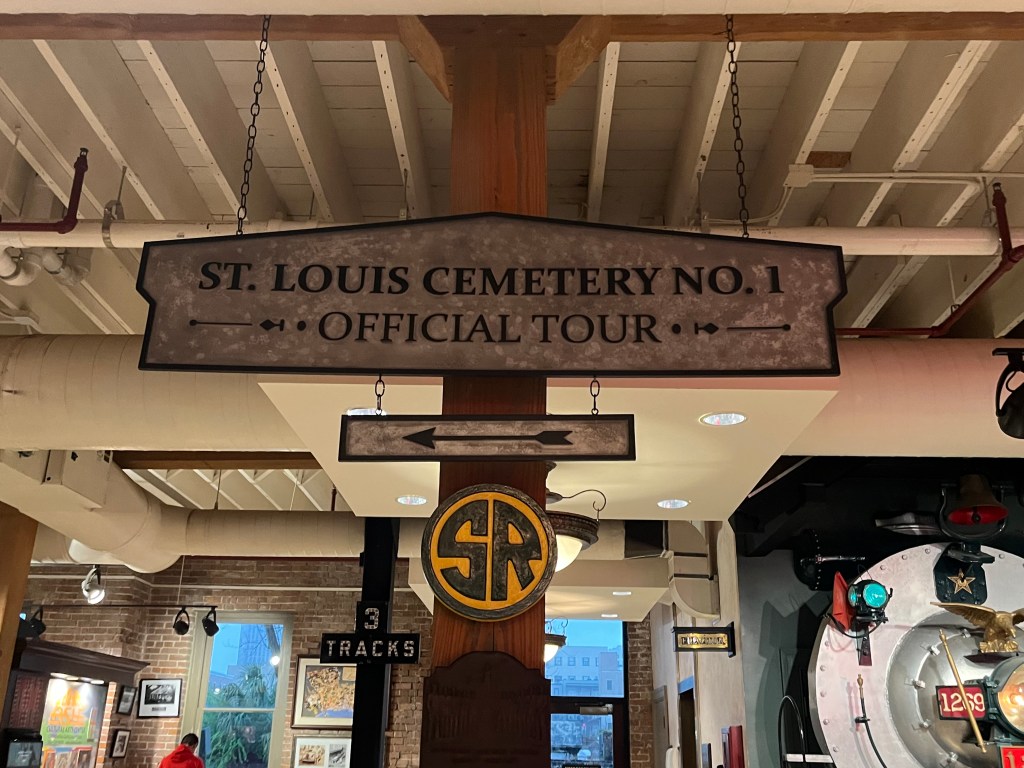 ST. LOUIS CEMETERY NO. 1
OFFICIAL TOUR
SR
3
TRACKS
1269